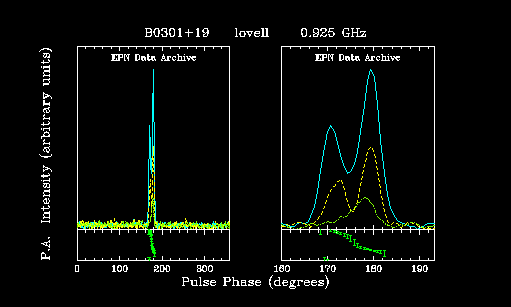 B0301+19 lovell 0.925 GHz
EPN Data Archive EPN Data Archive
P.A. Intensity (arbitrary units)
0 100 200 300 160 170 180 190
Pulse Phase (degrees)